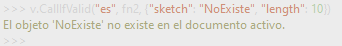 >>> v.CallIfValid("es", fn2, {"sketch": "NoExiste", "length": 10})
El objeto 'NoExiste' no existe en el documento activo.
>>>